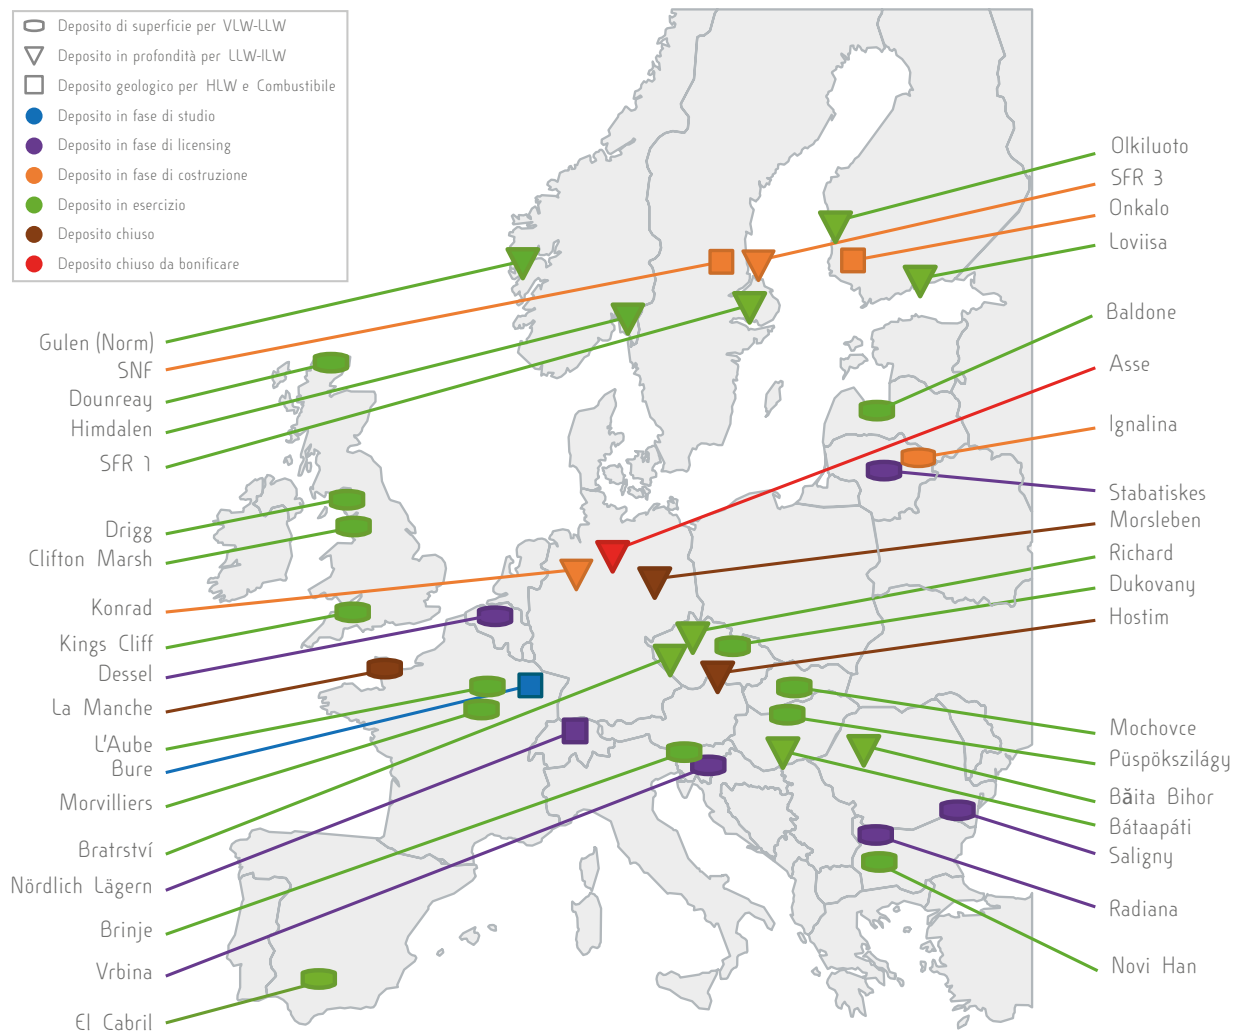 Deposito di superficie per VLW-LLW
Deposito in profondità per LLW-ILW
Deposito geologico per HLW e Combustibile
Deposito in fase di studio
Deposito in fase di licensing
Deposito in fase di costruzione
Deposito in esercizio
Deposito chiuso
Deposito chiuso da bonificare
Gulen (Norm)
SNF
Dounreay
Himdalen
SFR 1
Drigg
Clifton Marsh
Konrad
Kings Cliff
Dessel
La Manche
L'Aube
Bure
Morvilliers
Bratrství
Nördlich Lägern
Brinje
Vrbina
El Cabril
Olkiluoto
SFR 3
Onkalo
Loviisa
Baldone
Asse
Ignalina
Stabatiskes
Morsleben
Richard
Dukovany
Hostim
Mochovce
Püspökszilágy
Băita Bihor
Bátaapáti
Saligny
Radiana
Novi Han